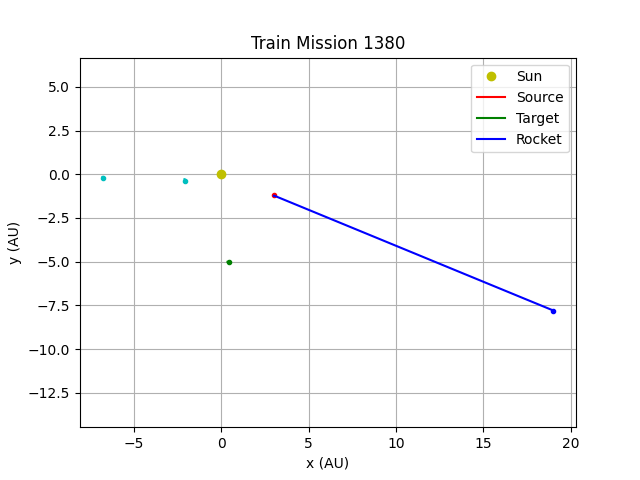 Train Mission 1380
Sun
Source
Target
Rocket
5.0
2.5
0.0
−2.5
−5.0
−7.5
−10.0
−12.5
y (AU)
−5
0
5
10
15
20
x (AU)